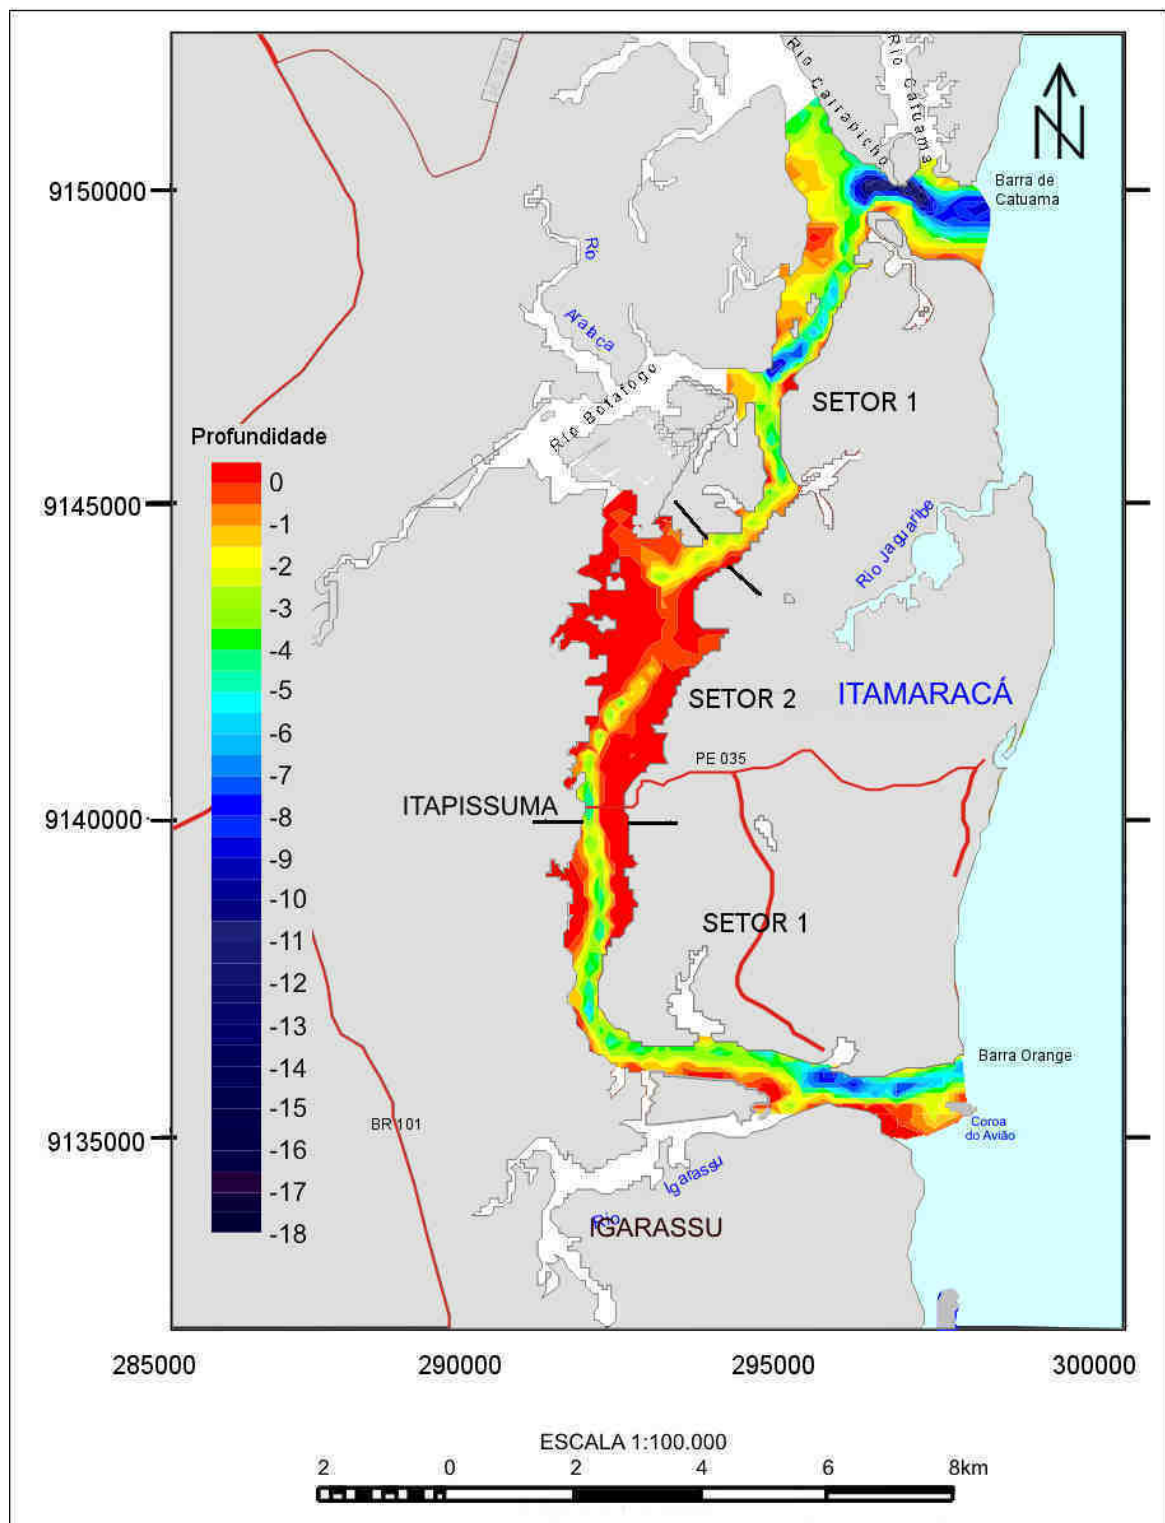 Rio Carrapicho
Rio Catuama
N
9150000
Barra de
Catuama
Rio
Arataca
Rio Botafogo
SETOR 1
Profundidade
0
-1
-2
-3
-4
-5
-6
-7
-8
-9
-10
-11
-12
-13
-14
-15
-16
-17
-18
9145000
Rio Jaguaribe
SETOR 2
ITAMARACÁ
PE 035
ITAPISSUMA
9140000
SETOR 1
Barra Orange
BR 101
9135000
Coroa
do Avião
Rio Igarassu
IGARASSU
285000
290000
295000
300000
ESCALA 1:100.000
2
0
2
4
6
8km